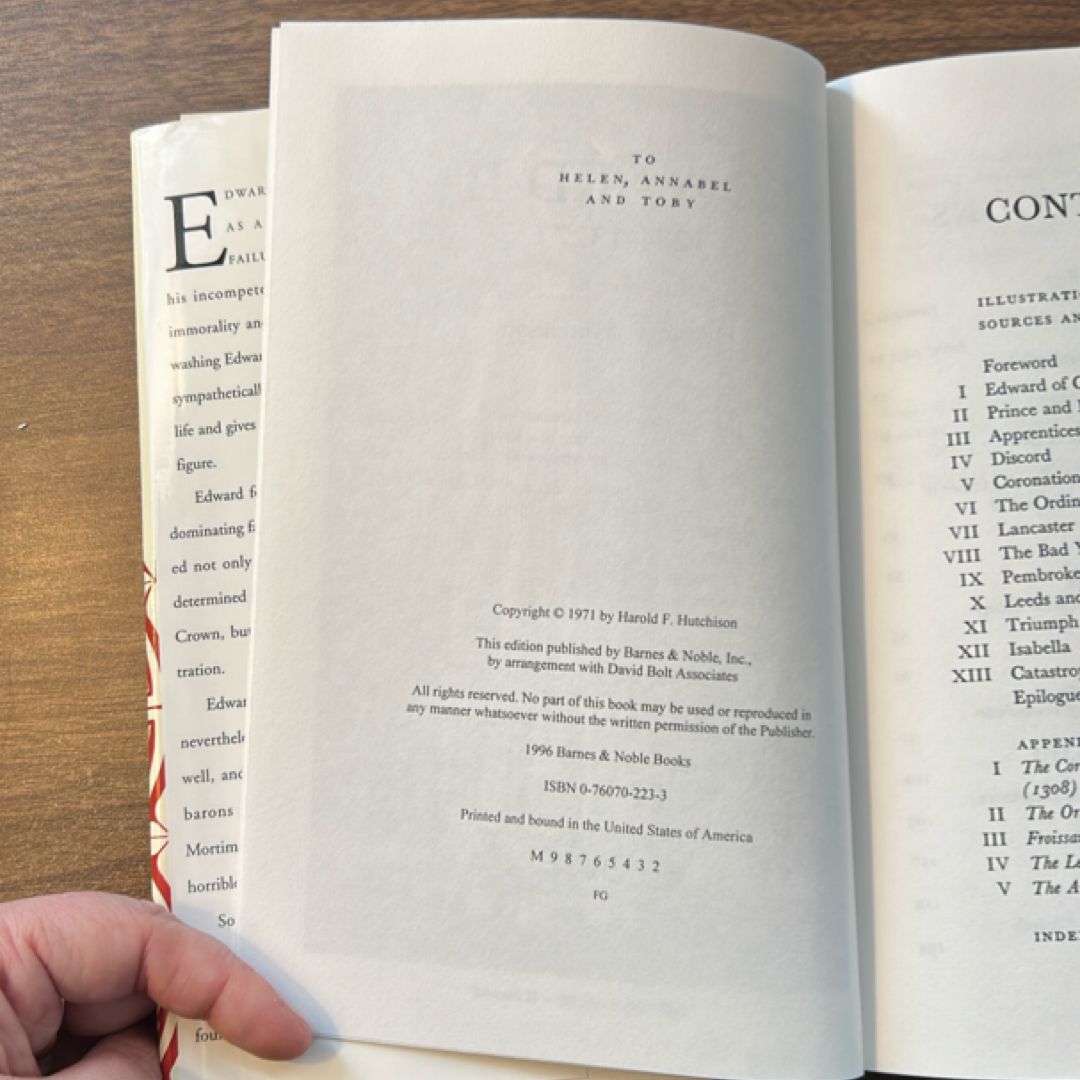 EDWAR
AS A
FAILU
his incompete
immorality an
washing Edwar
sympatheticall
life and gives
figure.
Edward f
dominating fi
ed not only
determined
Crown, but
tration.
Edwar
neverthele
well, and
barons
Mortim
horrible
So
fou
TO
HELEN, ANNABEL
AND TOBY
Copyright © 1971 by Harold F. Hutchison
This edition published by Barnes & Noble, Inc.,
by arrangement with David Bolt Associates
All rights reserved. No part of this book may be used or reproduced in
any manner whatsoever without the written permission of the Publisher.
1996 Barnes & Noble Books
ISBN 0-76070-223-3
Printed and bound in the United States of America
M 9 8 7 6 5 4 3 2
FG
CONT
ILLUSTRATI
SOURCES AN
Foreword
I Edward of C
II Prince and
III Apprentices
IV Discord
V Coronation
VI The Ordin
VII Lancaster
VIII The Bad Y
IX Pembroke
X Leeds and
XI Triumph
XII Isabella
XIII Catastrop
Epilogue
APPEND
I The Cor
(1308)
II The Or
III Froissa
IV The Le
V The A
INDE